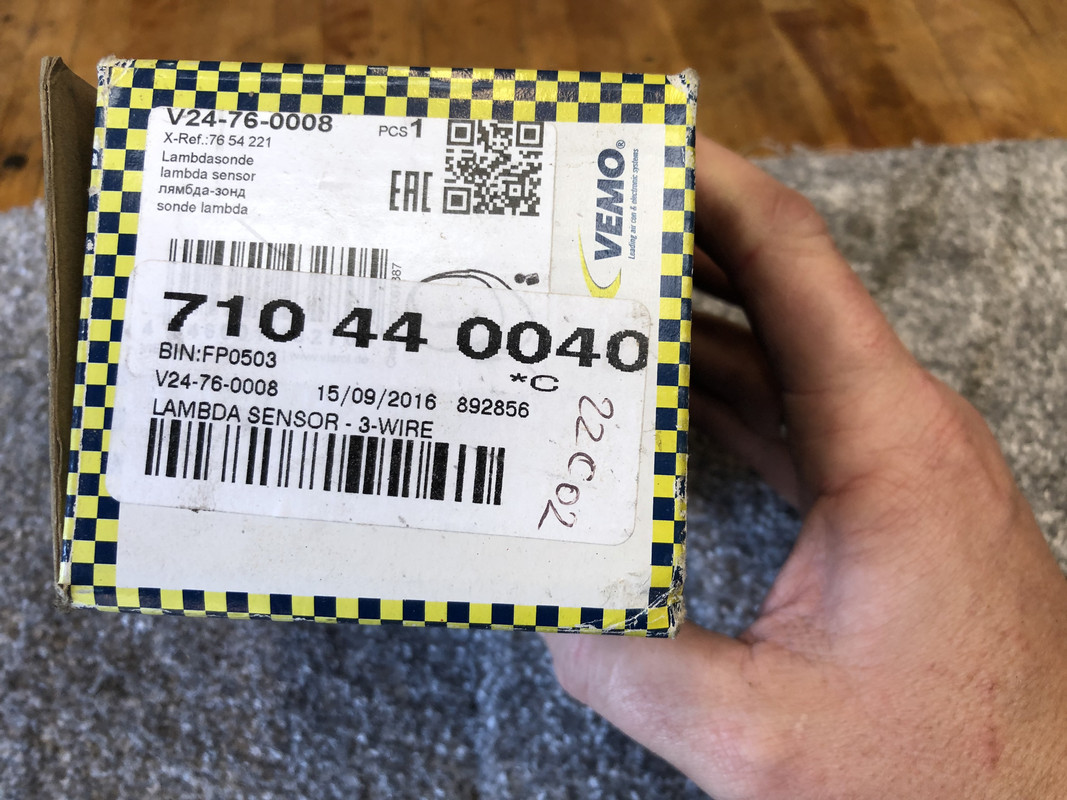 V24-76-0008
PCS 1
X-Ref.:76 54 221
Lambdasonde
lambda sensor
лямбда-зонд
sonde lambda
EAC
VEMO®
Leading air con & electronic systems
710 44 0040
BIN:FP0503
*C
V24-76-0008 15/09/2016 892856
LAMBDA SENSOR - 3-WIRE
22C02